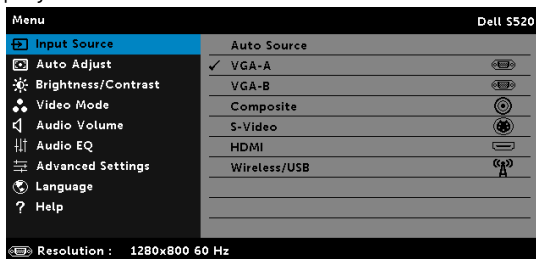 Menu Dell S520
Input Source
Auto Adjust
Brightness/Contrast
Video Mode
Audio Volume
Audio EQ
Advanced Settings
Language
? Help
Auto Source
✓ VGA-A
VGA-B
Composite
S-Video
HDMI
Wireless/USB
Resolution : 1280x800 60 Hz